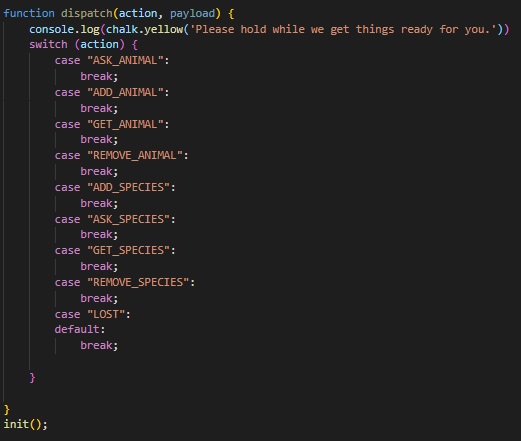 function dispatch(action, payload) {
    console.log(chalk.yellow('Please hold while we get things ready for you.'))
    switch (action) {
        case "ASK_ANIMAL":
            break;
        case "ADD_ANIMAL":
            break;
        case "GET_ANIMAL":
            break;
        case "REMOVE_ANIMAL":
            break;
        case "ADD_SPECIES":
            break;
        case "ASK_SPECIES":
            break;
        case "GET_SPECIES":
            break;
        case "REMOVE_SPECIES":
            break;
        case "LOST":
        default:
            break;
    }
}
init();